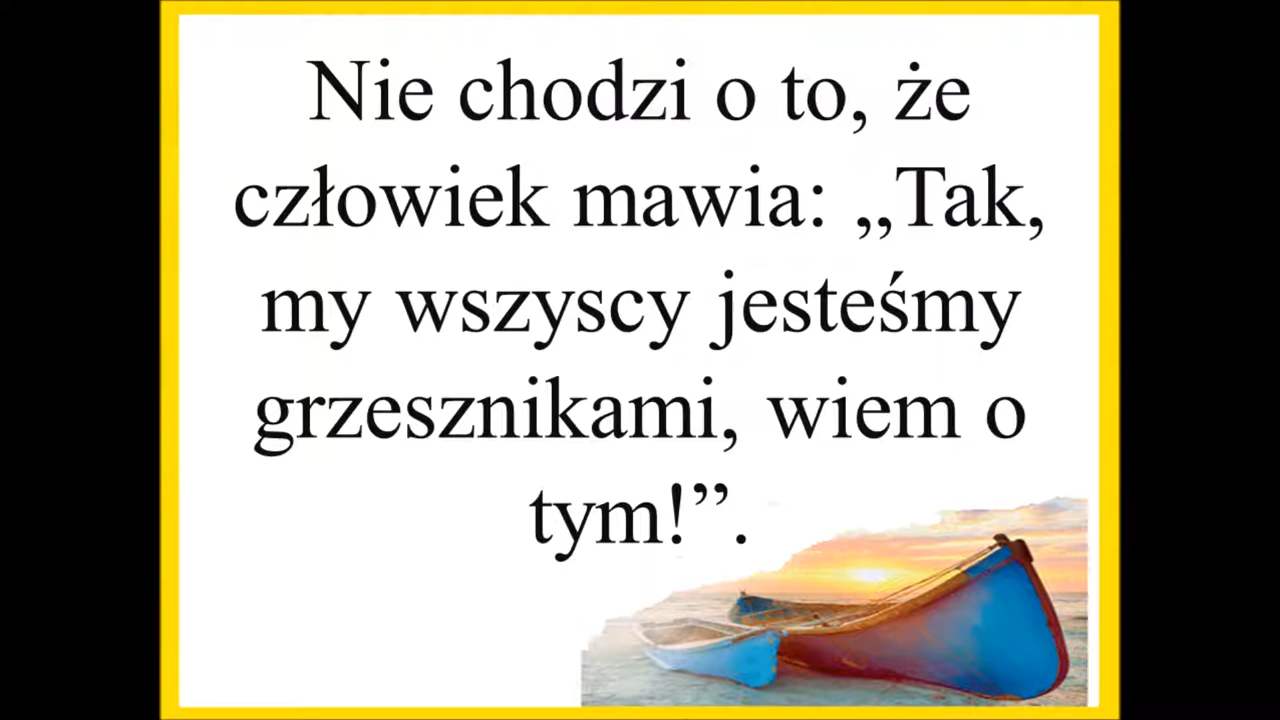 Nie chodzi o to, że
człowiek mawia: „Tak,
my wszyscy jesteśmy
grzesznikami, wiem o
tym!”.